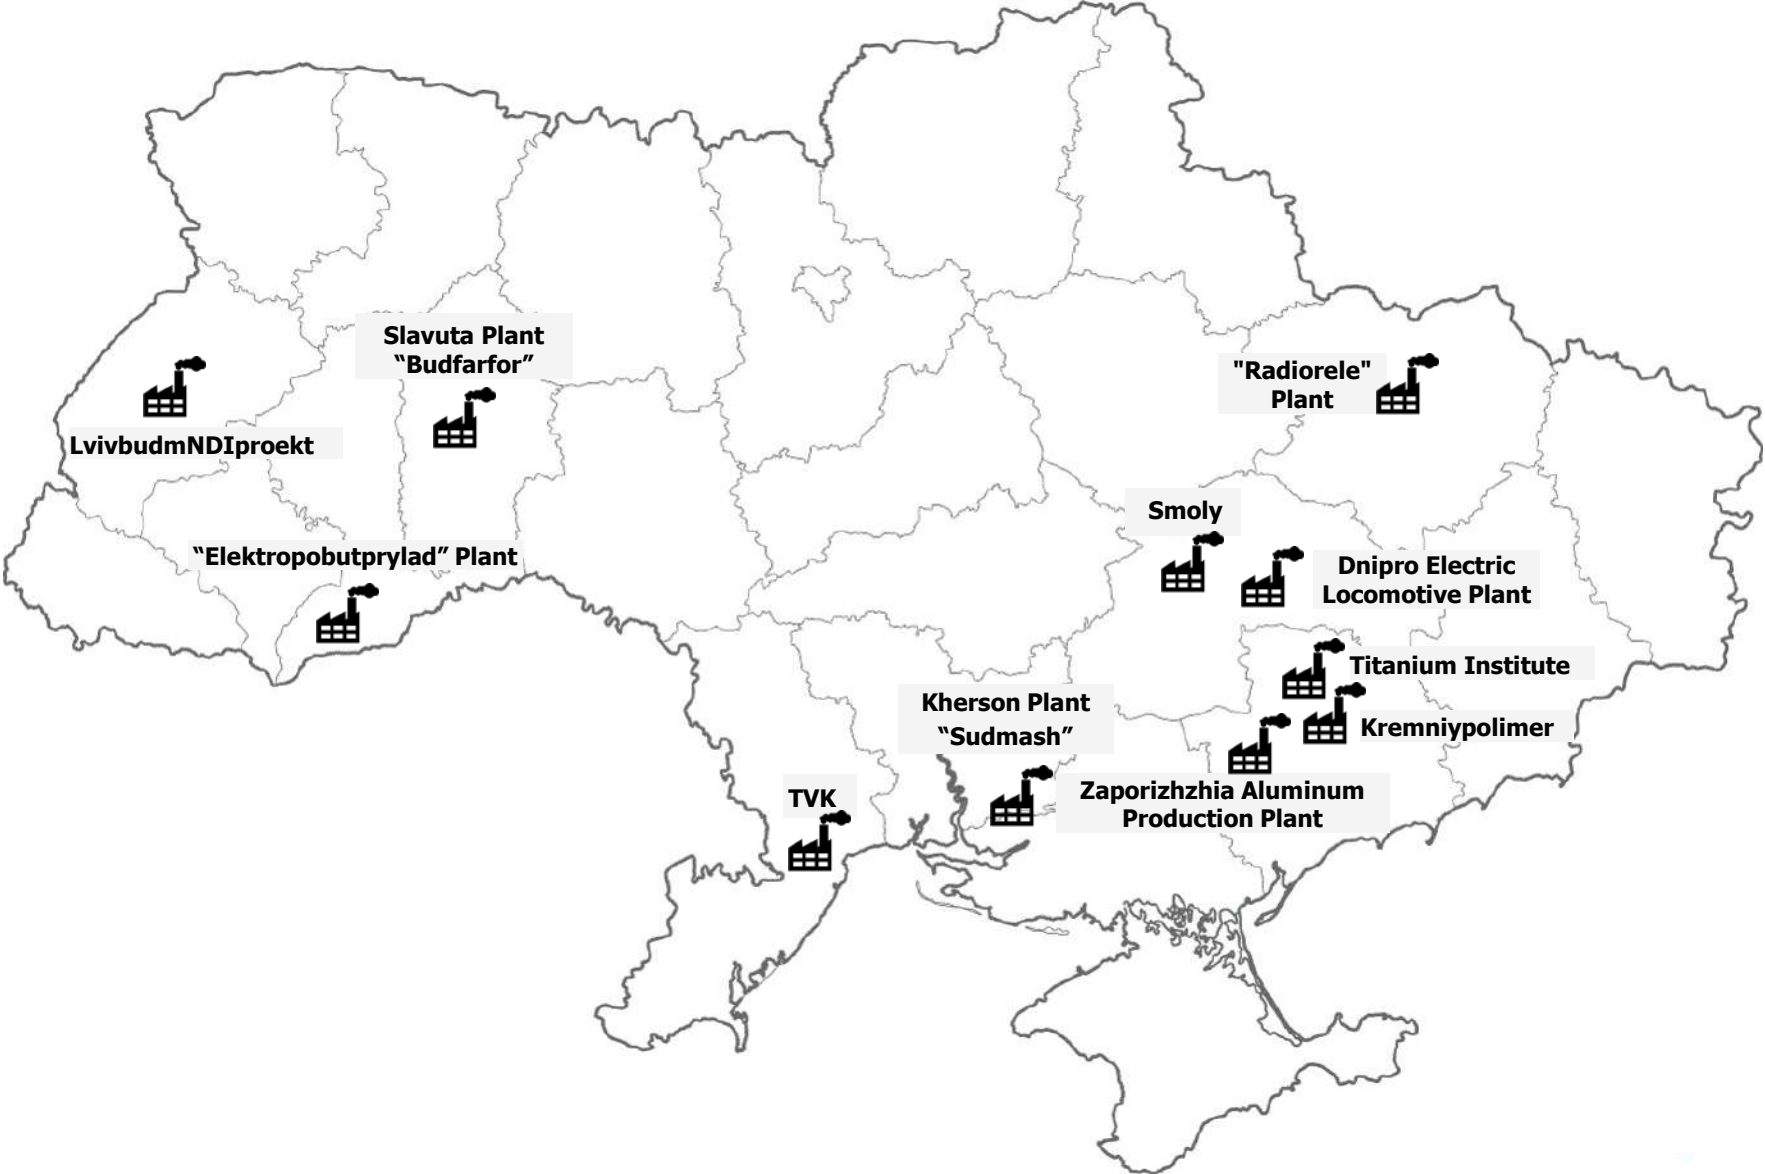 Slavuta Plant
“Budfarfor”
"Radiorele"
Plant
LvivbudmNDIproekt
Smoly
“Elektropobutprylad” Plant
Dnipro Electric
Locomotive Plant
Titanium Institute
Kherson Plant
“Sudmash”
Kremniypolimer
TVK
Zaporizhzhia Aluminum
Production Plant